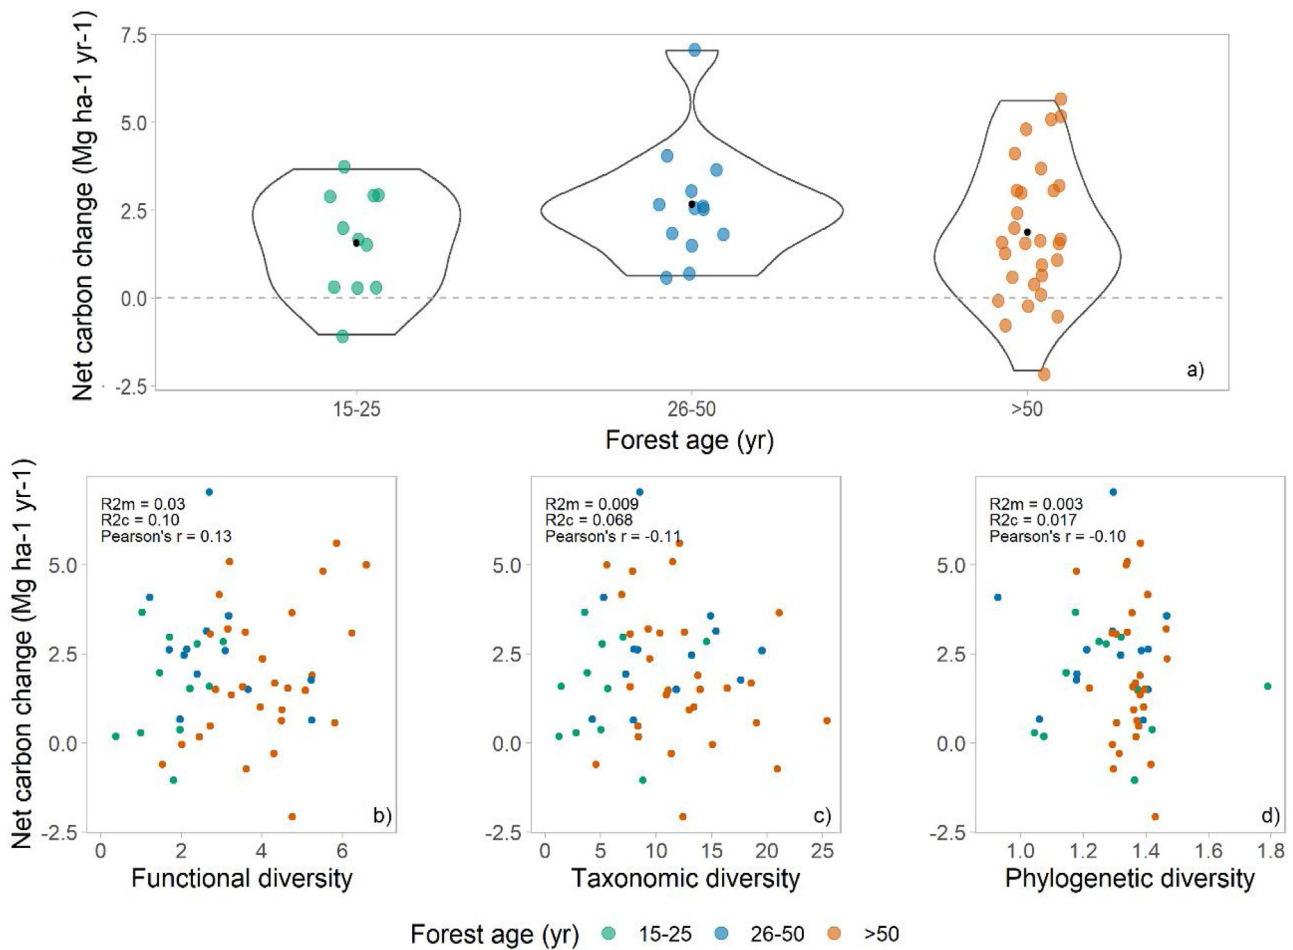 Net carbon change (Mg ha-1 yr-1)
7.5
5.0
2.5
0.0
-2.5
a)
15-25
26-50
>50
Forest age (yr)
Net carbon change (Mg ha-1 yr-1)
R2m = 0.03
R2c = 0.10
Pearson's r = 0.13
5.0
2.5
0.0
-2.5
b)
0 2 4 6
Functional diversity
R2m = 0.009
R2c = 0.068
Pearson's r = -0.11
5.0
2.5
0.0
-2.5
c)
0 5 10 15 20 25
Taxonomic diversity
R2m = 0.003
R2c = 0.017
Pearson's r = -0.10
5.0
2.5
0.0
-2.5
d)
1.0 1.2 1.4 1.6 1.8
Phylogenetic diversity
Forest age (yr) 15-25 26-50 >50